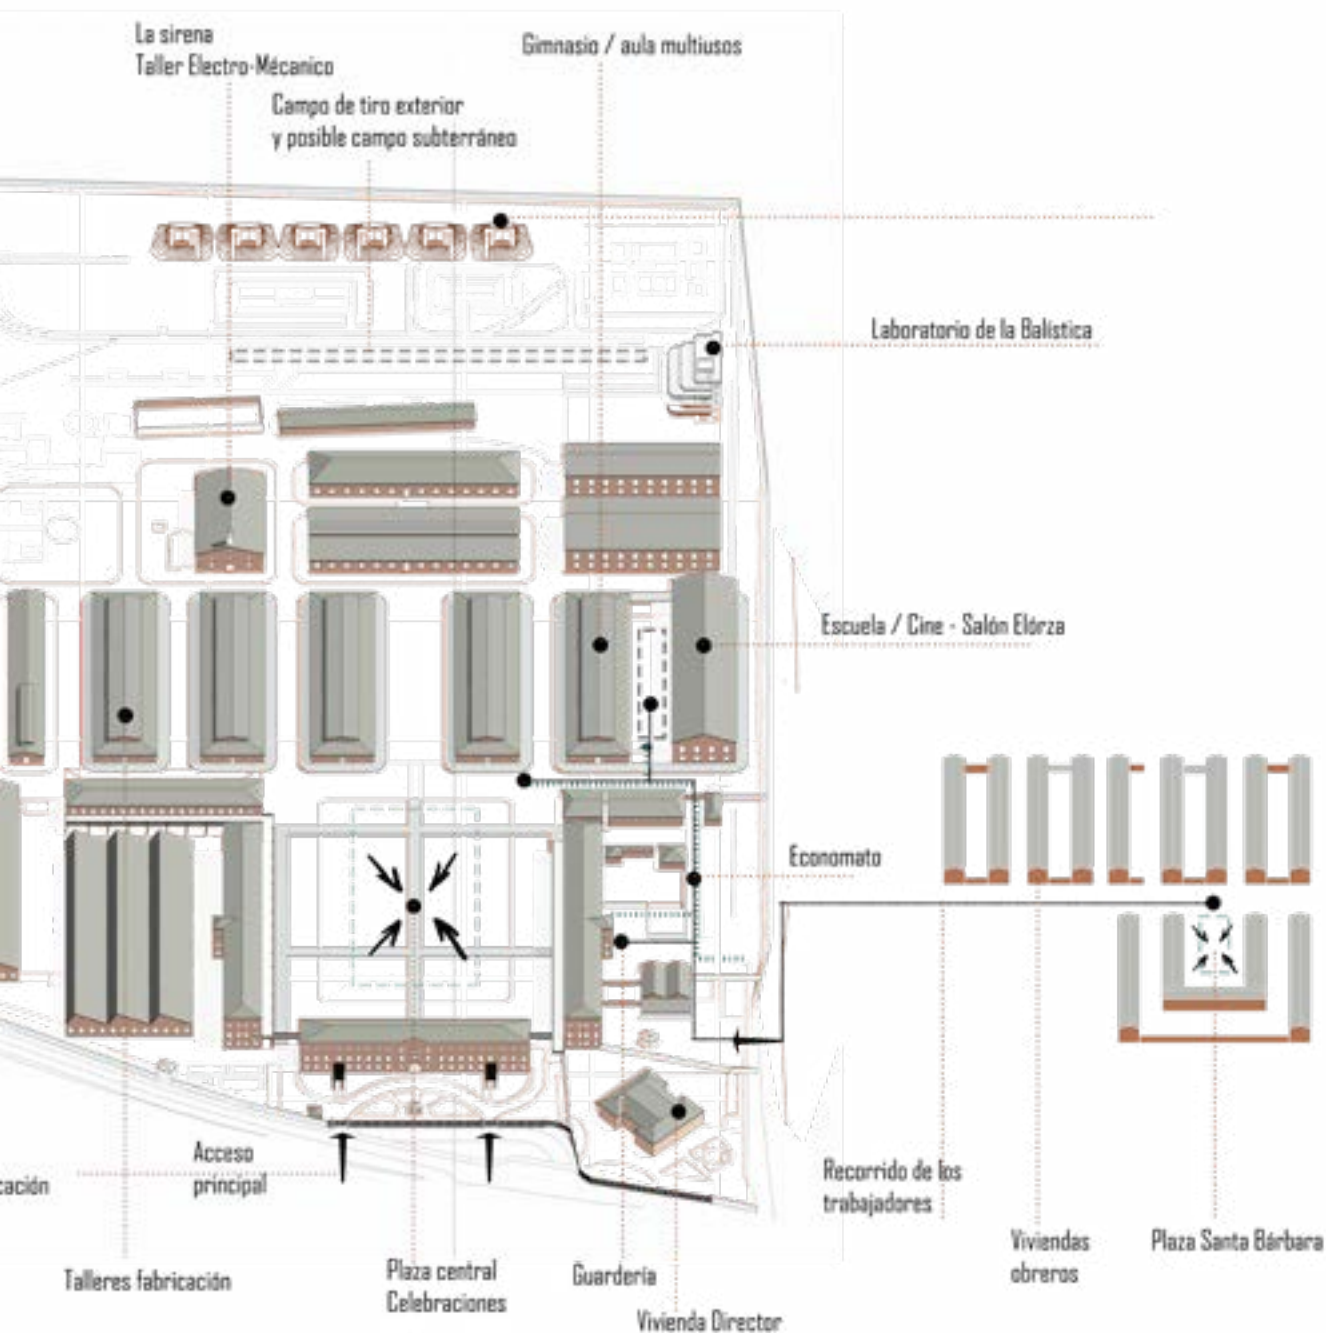 La sirena
Taller Electro-Mécanico
Gimnasio / aula multiusos
Campo de tiro exterior
y posible campo subterráneo
Laboratorio de la Balística
Escuela / Cine - Salón Elórza
Economato
Acceso
principal
cación
Recorrido de los
trabajadores
Viviendas
obreros
Plaza Santa Bárbara
Talleres fabricación
Plaza central
Celebraciones
Guardería
Vivienda Director